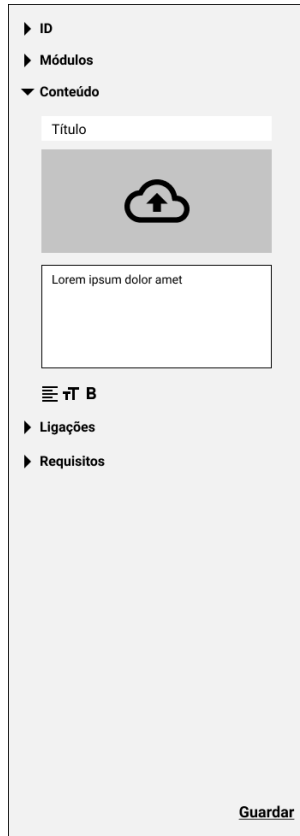 ID
Módulos
Conteúdo
Título
Lorem ipsum dolor amet
B
Ligações
Requisitos
Guardar